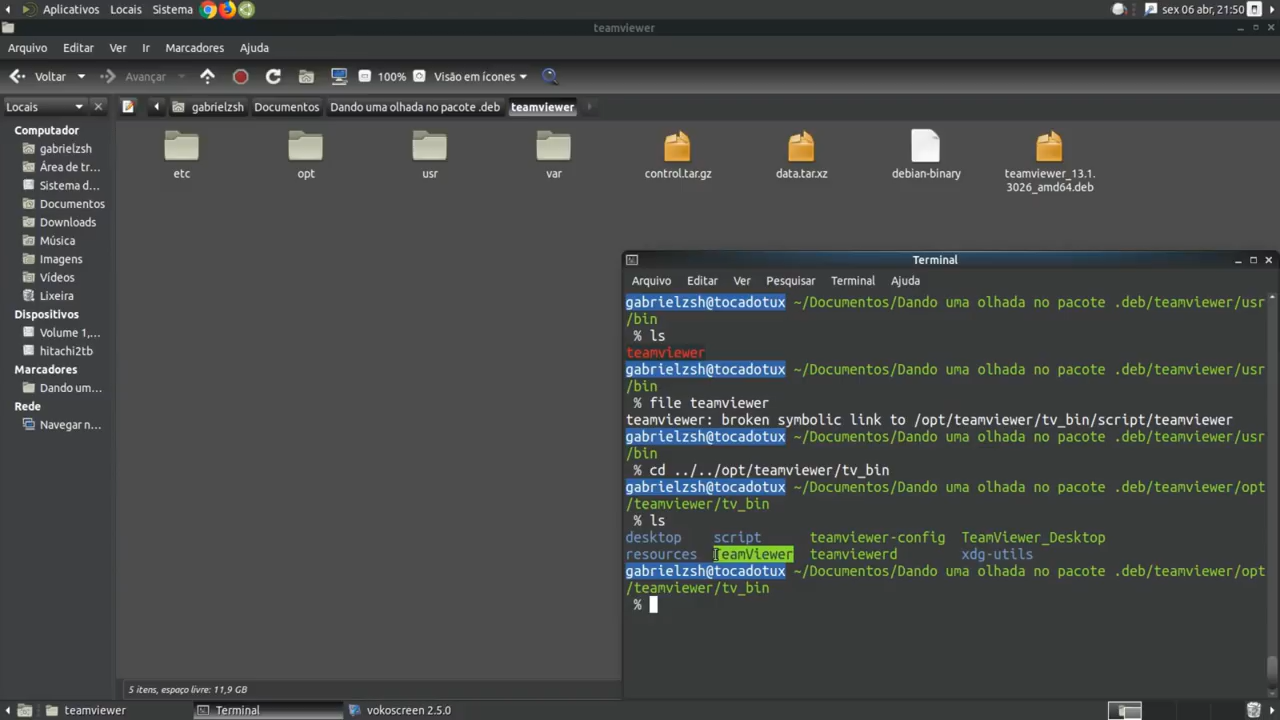 Aplicativos Locais Sistema sex 06 abr, 21:50
teamviewer
Arquivo Editar Ver Ir Marcadores Ajuda
Voltar Avançar 100% Visão em ícones
Locais gabrielzsh Documentos Dando uma olhada no pacote .deb teamviewer
Computador
gabrielzsh
Área de tr...
Sistema d...
Documentos
Downloads
Música
Imagens
Vídeos
Lixeira
Dispositivos
Volume 1,...
hitachi2tb
Marcadores
Dando um...
Rede
Navegar n...
etc opt usr var control.tar.gz data.tar.xz debian-binary teamviewer_13.1.
3026_amd64.deb
Terminal
Arquivo Editar Ver Pesquisar Terminal Ajuda
gabrielzsh@tocadotux ~/Documentos/Dando uma olhada no pacote .deb/teamviewer/usr
/bin
% ls
teamviewer
gabrielzsh@tocadotux ~/Documentos/Dando uma olhada no pacote .deb/teamviewer/usr
/bin
% file teamviewer
teamviewer: broken symbolic link to /opt/teamviewer/tv_bin/script/teamviewer
gabrielzsh@tocadotux ~/Documentos/Dando uma olhada no pacote .deb/teamviewer/usr
/bin
% cd ../../opt/teamviewer/tv_bin
gabrielzsh@tocadotux ~/Documentos/Dando uma olhada no pacote .deb/teamviewer/opt
/teamviewer/tv_bin
% ls
desktop script teamviewer-config TeamViewer_Desktop
resources TeamViewer teamviewerd xdg-utils
gabrielzsh@tocadotux ~/Documentos/Dando uma olhada no pacote .deb/teamviewer/opt
/teamviewer/tv_bin
%
5 itens, espaço livre: 11,9 GB
teamviewer Terminal vokoscreen 2.5.0